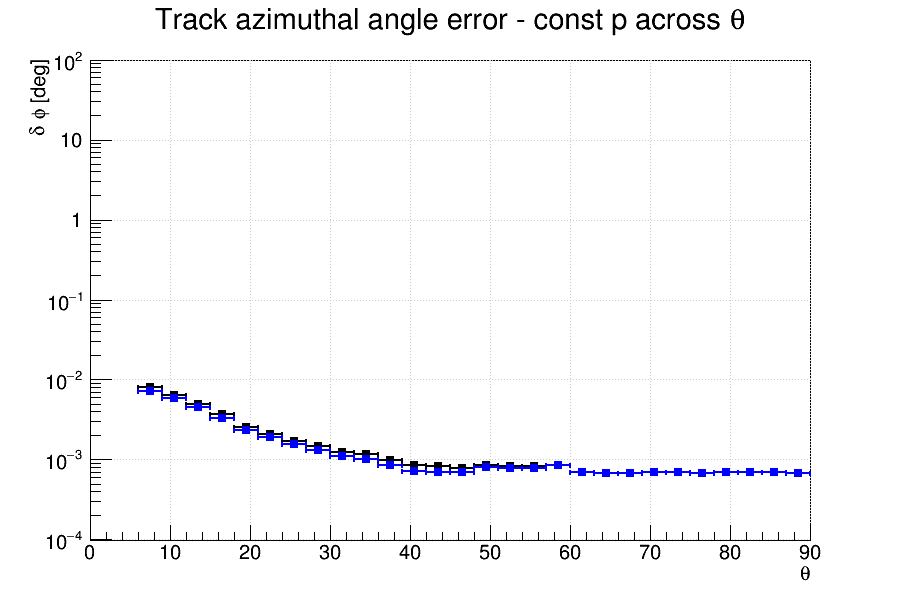 Track azimuthal angle error - const p across θ
δ ϕ [deg]
10²
10
1
10⁻¹
10⁻²
10⁻³
10⁻⁴
0 10 20 30 40 50 60 70 80 90
θ